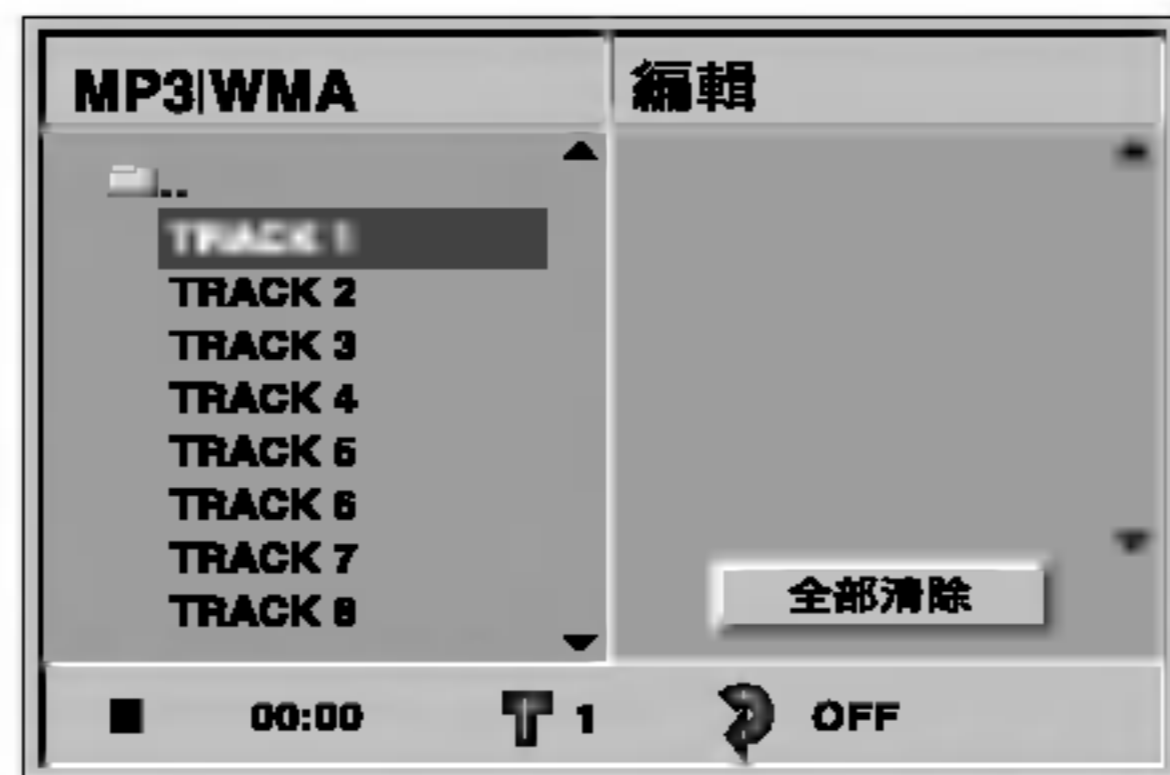 MP3|WMA
編輯
..
TRACK 1
TRACK 2
TRACK 3
TRACK 4
TRACK 5
TRACK 6
TRACK 7
TRACK 8
全部清除
00:00
T 1
OFF